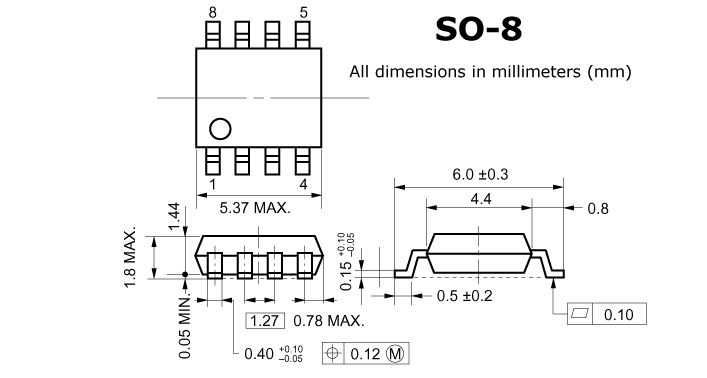 SO-8
All dimensions in millimeters (mm)
8
5
1
4
5.37 MAX.
6.0 ±0.3
4.4
0.8
1.44
1.8 MAX.
0.05 MIN.
0.15 +0.10 –0.05
0.5 ±0.2
1.27
0.78 MAX.
0.10
0.40 +0.10 –0.05
0.12 Ⓜ